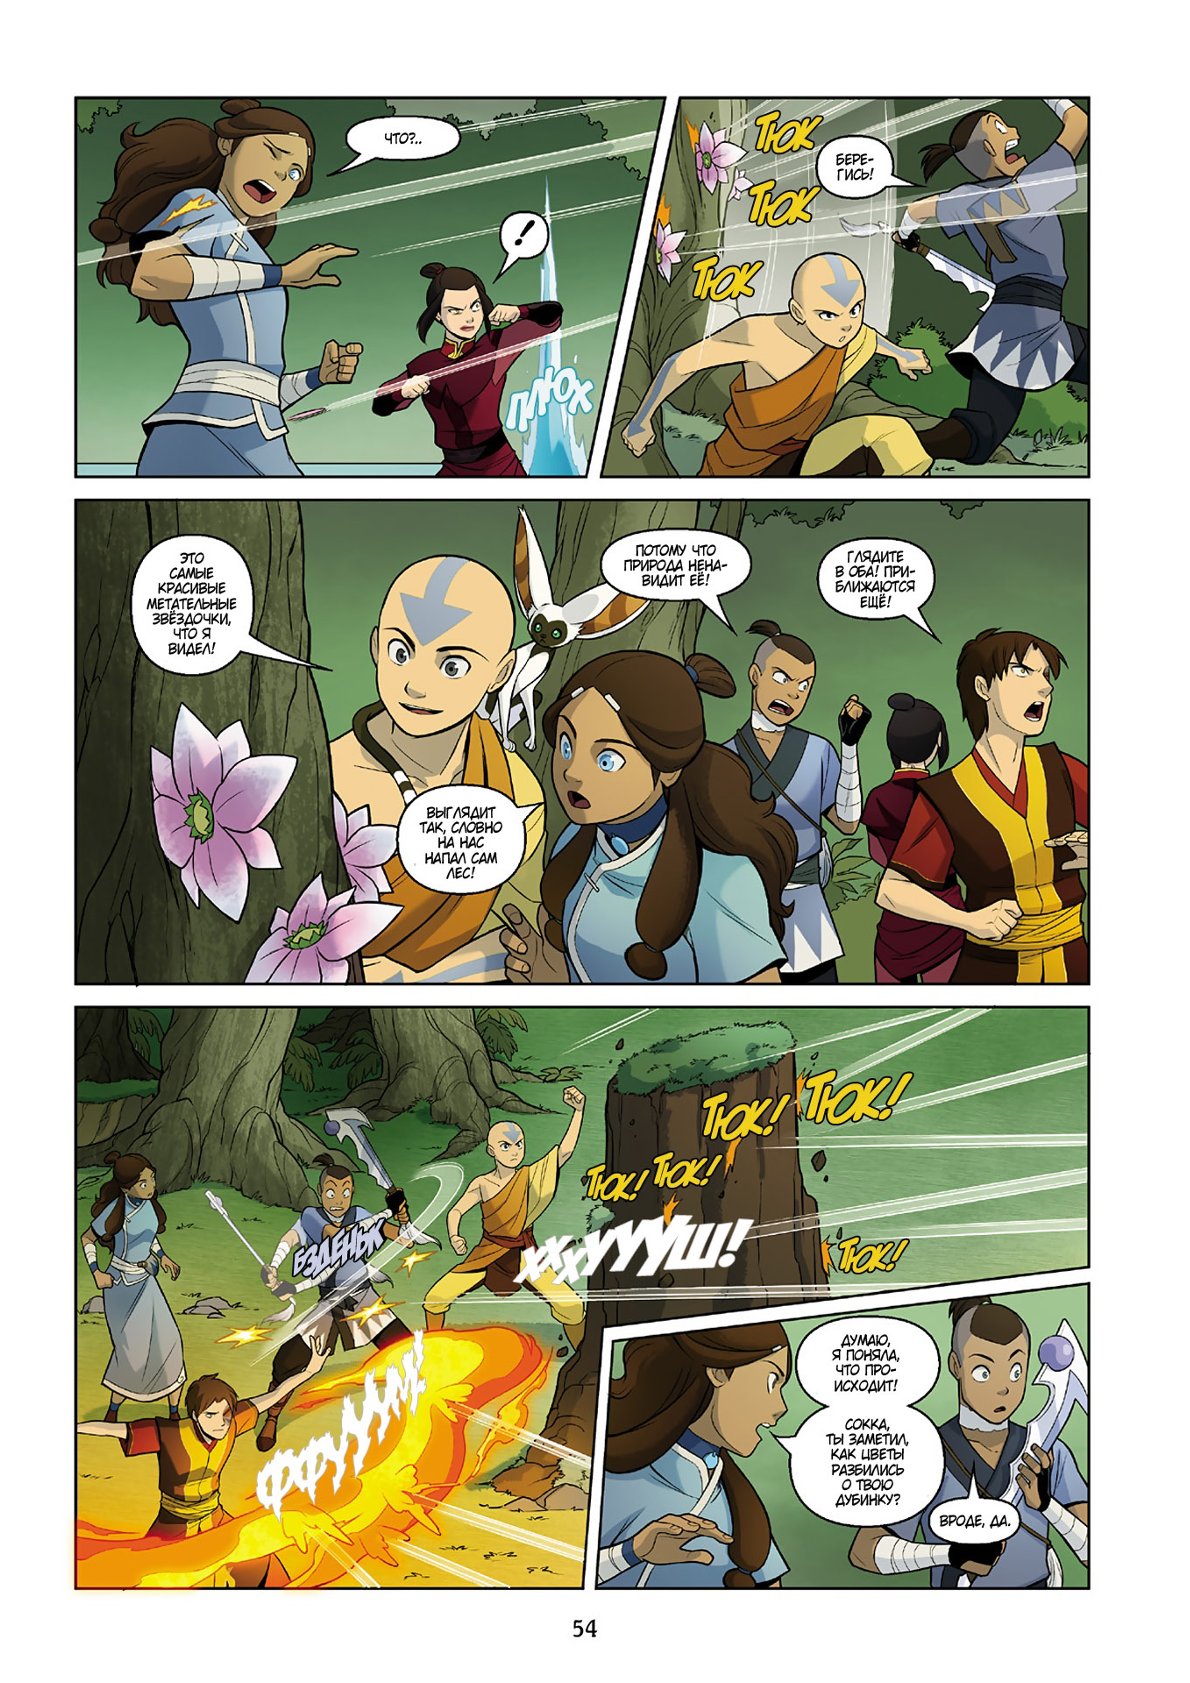 ЧТО?..
!
ПЛЮХ
ТЮК
ТЮК
ТЮК
БЕРЕ-
ГИСЬ!
ЭТО
САМЫЕ
КРАСИВЫЕ
МЕТАТЕЛЬНЫЕ
ЗВЁЗДОЧКИ,
ЧТО Я
ВИДЕЛ!
ВЫГЛЯДИТ
ТАК, СЛОВНО
НА НАС
НАПАЛ САМ
ЛЕС!
ПОТОМУ ЧТО
ПРИРОДА НЕНА-
ВИДИТ ЕЁ!
ГЛЯДИТЕ
В ОБА! ПРИ-
БЛИЖАЮТСЯ
ЕЩЁ!
ТЮК! ТЮК!
ТЮК! ТЮК!
ХХХУУУУШ!
ТЮК!
БЗДЕНЬК
ФФУУУМ!
ДУМАЮ,
Я ПОНЯЛА,
ЧТО ПРО-
ИСХОДИТ!
СОККА,
ТЫ ЗАМЕТИЛ,
КАК ЦВЕТЫ
РАЗБИЛИСЬ
О ТВОЮ
ДУБИНКУ?
ВРОДЕ, ДА.
54